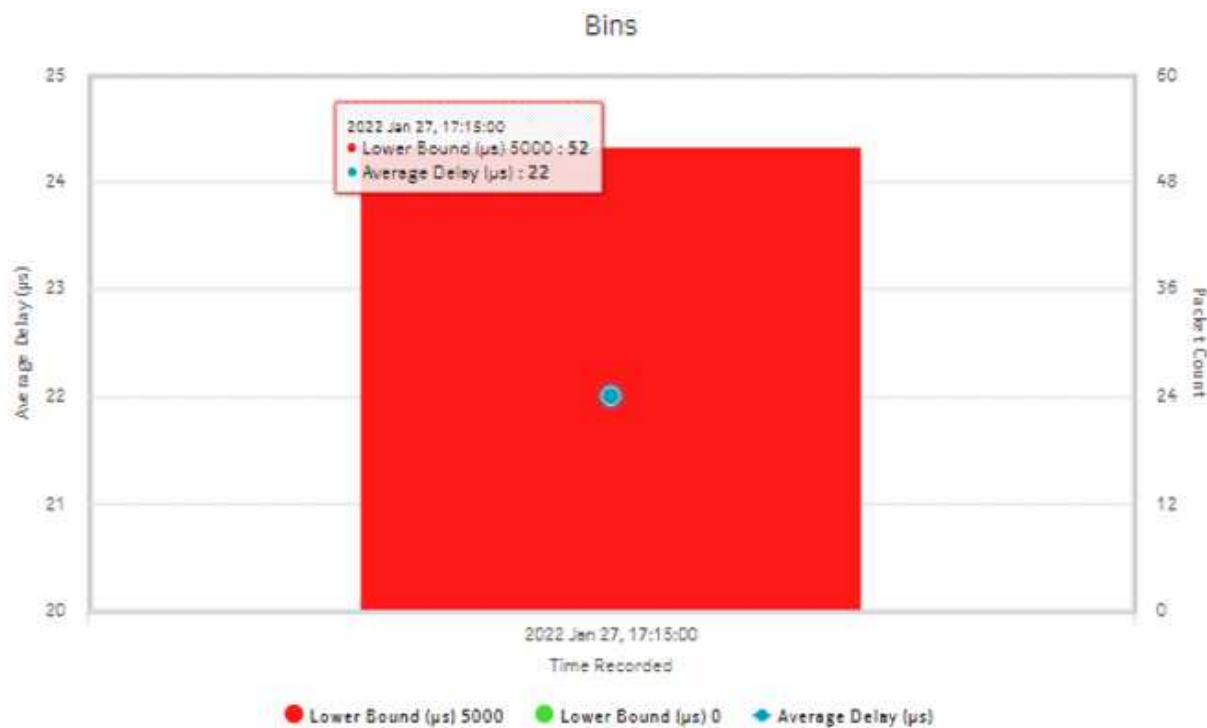 Bins
25
24
23
22
21
20
Average Delay (µs)
2022 Jan 27, 17:15:00
Lower Bound (µs) 5000 : 52
Average Delay (µs) : 22
60
48
36
24
12
0
Packet Count
2022 Jan 27, 17:15:00
Time Recorded
Lower Bound (µs) 5000 Lower Bound (µs) 0 Average Delay (µs)